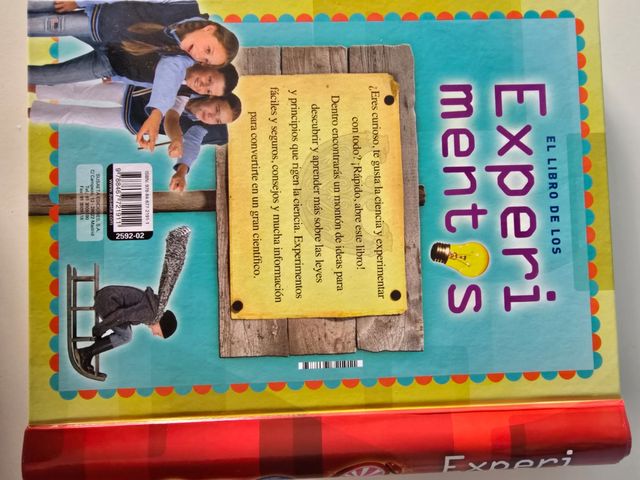 EL LIBRO DE LOS
Experi
mentos
¿Eres curioso, te gusta la ciencia y experimentar
con todo? ¡Rápido, abre este libro!
Dentro encontrarás un montón de ideas para
descubrir y aprender más sobre las leyes
y principios que rigen la ciencia. Experimentos
fáciles y seguros, consejos y mucha información
para convertirte en un gran científico.
2592-02
SUSAETA EDICIONES, S.A.
Experi